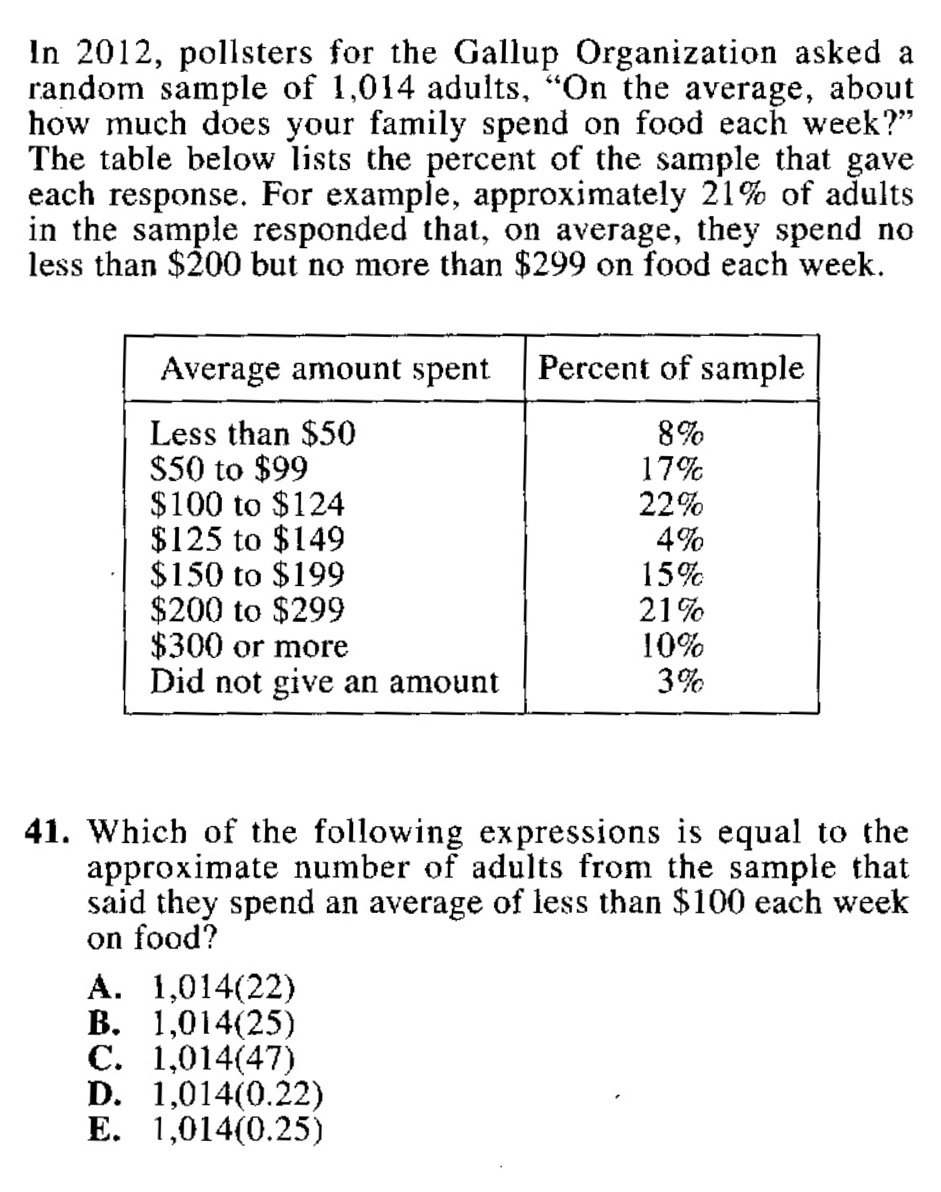 In 2012, pollsters for the Gallup Organization asked a
random sample of 1,014 adults, “On the average, about
how much does your family spend on food each week?”
The table below lists the percent of the sample that gave
each response. For example, approximately 21% of adults
in the sample responded that, on average, they spend no
less than $200 but no more than $299 on food each week.
Average amount spent Percent of sample
Less than $50 8%
$50 to $99 17%
$100 to $124 22%
$125 to $149 4%
$150 to $199 15%
$200 to $299 21%
$300 or more 10%
Did not give an amount 3%
41. Which of the following expressions is equal to the
approximate number of adults from the sample that
said they spend an average of less than $100 each week
on food?
A. 1,014(22)
B. 1,014(25)
C. 1,014(47)
D. 1,014(0.22)
E. 1,014(0.25)